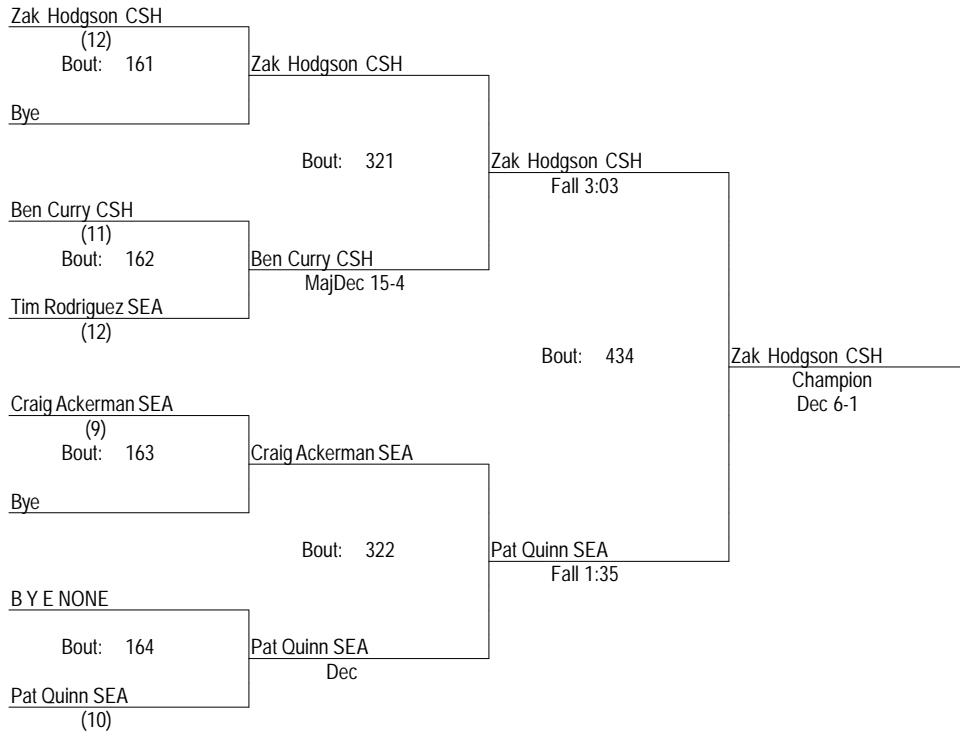 Zak Hodgson CSH
(12)
Bout: 161
Zak Hodgson CSH
Bye
Bout: 321
Zak Hodgson CSH
Fall 3:03
Ben Curry CSH
(11)
Bout: 162
Ben Curry CSH
MajDec 15-4
Tim Rodriguez SEA
(12)
Bout: 434
Zak Hodgson CSH
Champion
Dec 6-1
Craig Ackerman SEA
(9)
Bout: 163
Craig Ackerman SEA
Bye
Bout: 322
Pat Quinn SEA
Fall 1:35
B Y E NONE
Bout: 164
Pat Quinn SEA
Dec
Pat Quinn SEA
(10)